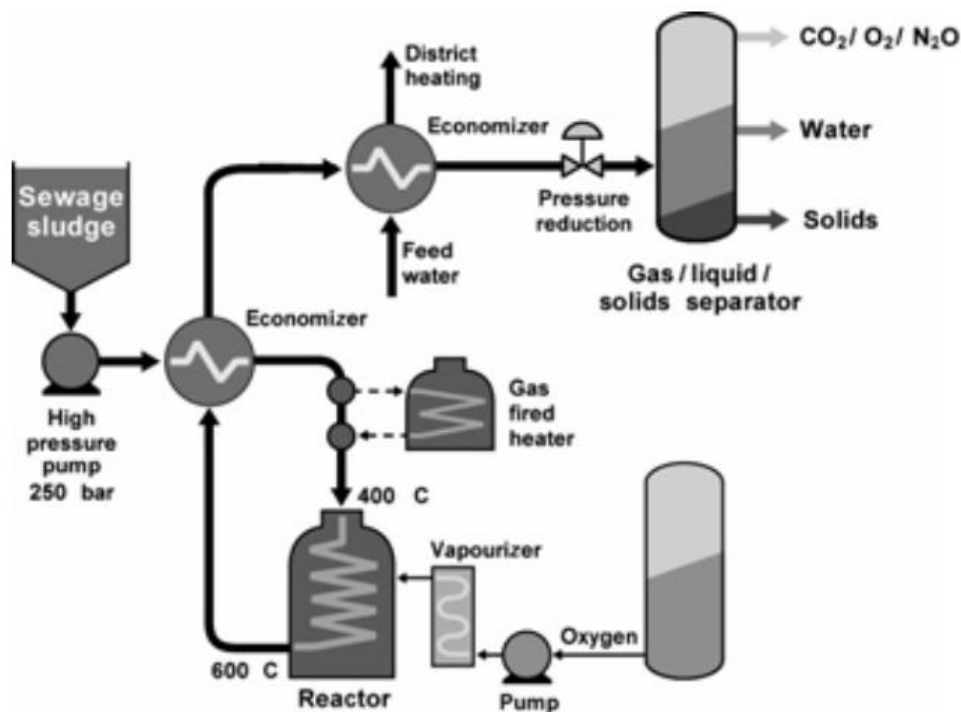 CO₂/ O₂/ N₂O
District
heating
Economizer
Water
Sewage
sludge
Pressure
reduction
Solids
Feed
water
Gas / liquid /
solids separator
Economizer
Gas
fired
heater
High
pressure
pump
250 bar
400 C
Vapourizer
Oxygen
600 C
Reactor
Pump